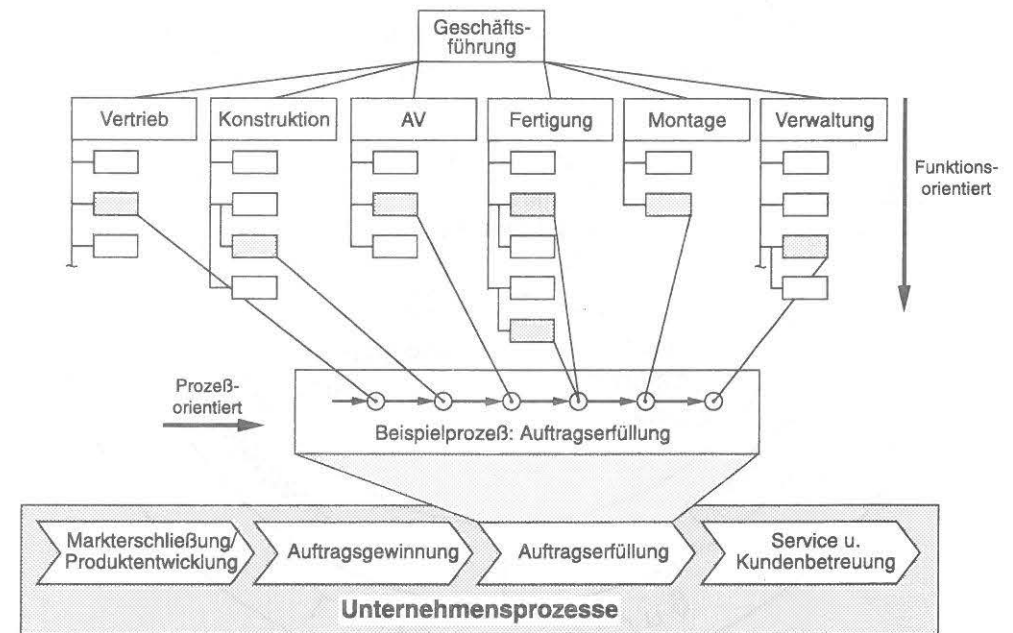 Geschäfts-
führung
Vertrieb
Konstruktion
AV
Fertigung
Montage
Verwaltung
Funktions-
orientiert
Prozeß-
orientiert
Beispielprozeß: Auftragserfüllung
Markterschließung/
Produktentwicklung
Auftragsgewinnung
Auftragserfüllung
Service u.
Kundenbetreuung
Unternehmensprozesse